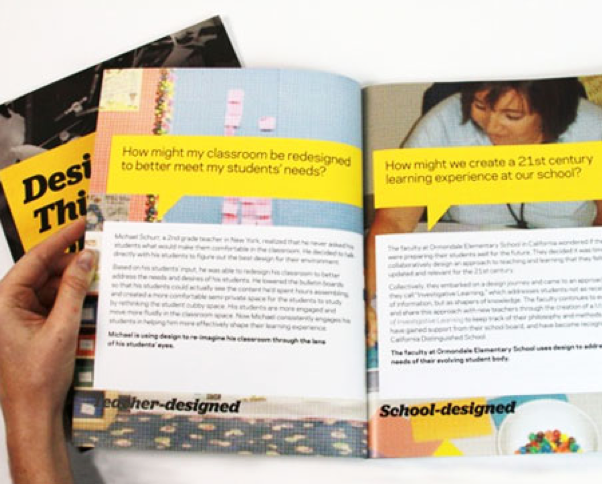 Desi
Thi
How might my classroom be redesigned
to better meet my students' needs?
Michael Schurr, a 2nd grade teacher in New York, realized that he never asked his
students what would make them comfortable in the classroom. He decided to talk
directly with his students to figure out the best design for their environment.
Based on his students' input, he was able to redesign his classroom to better
address the needs and desires of his students. He lowered the bulletin boards
so that his students could actually see the content he'd spent hours assembling,
and created a more comfortable semi-private space for the students to study
by rethinking the student cubby space. His students are more engaged and
move more fluidly in the classroom space. Now Michael consistently engages his
students in helping him more effectively shape their learning experience.
Michael is using design to re-imagine his classroom through the lens
of his students' eyes.
Teacher-designed
How might we create a 21st century
learning experience at our school?
The faculty at Ormondale Elementary School in California wondered if the
were preparing their students well for the future. They decided it was tim
collaboratively design an approach to teaching and learning that they fel
updated and relevant for the 21st century.
Collectively, they embarked on a design journey and came to an approac
they call "Investigative Learning," which addresses students not as rece
of information, but as shapers of knowledge. The faculty continues to e
and share this approach with new teachers through the creation of a
of Investigative Learning to keep track of their philosophy and methods
have gained support from their school board, and have become recogn
California Distinguished School.
The faculty at Ormondale Elementary School uses design to addre
needs of their evolving student body.
School-designed